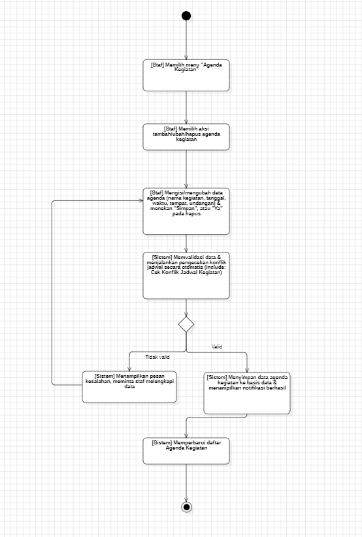 [Staf] Memilih menu "Agenda
Kegiatan"
[Staf] Memilih aksi
tambah/ubah/hapus agenda
kegiatan
[Staf] Mengisi/mengubah data
agenda (nama kegiatan, tanggal,
waktu, tempat, undangan) &
menekan "Simpan", atau "Ya"
pada hapus
[Sistem] Memvalidasi data &
menjalankan pengecekan konflik
jadwal secara otomatis (include:
Cek Konflik Jadwal Kegiatan)
Valid
Tidak valid
[Sistem] Menampilkan pesan
kesalahan, meminta staf melengkapi
data
[Sistem] Menyimpan data agenda
kegiatan ke basis data &
menampilkan notifikasi berhasil
[Sistem] Memperbarui daftar
Agenda Kegiatan